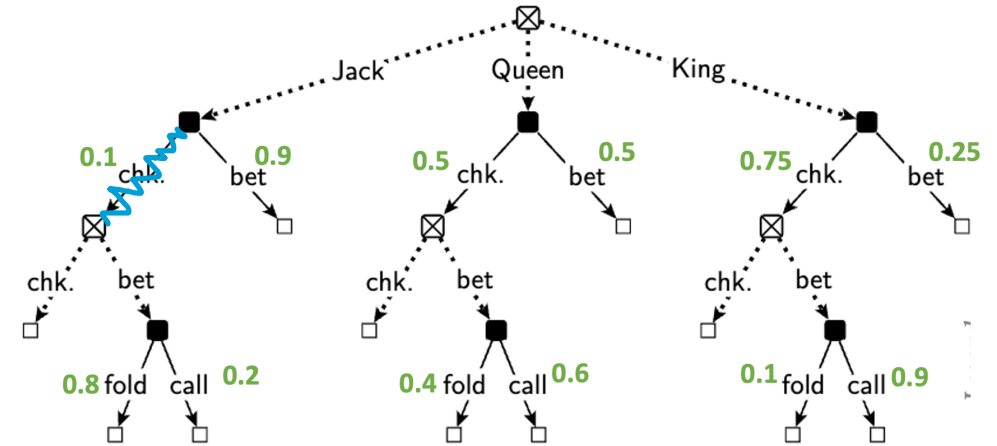 Jack Queen King
0.1 chk. 0.9 bet 0.5 chk. 0.5 bet 0.75 chk. 0.25 bet
chk. bet chk. bet chk. bet
0.8 fold call 0.2 0.4 fold call 0.6 0.1 fold call 0.9